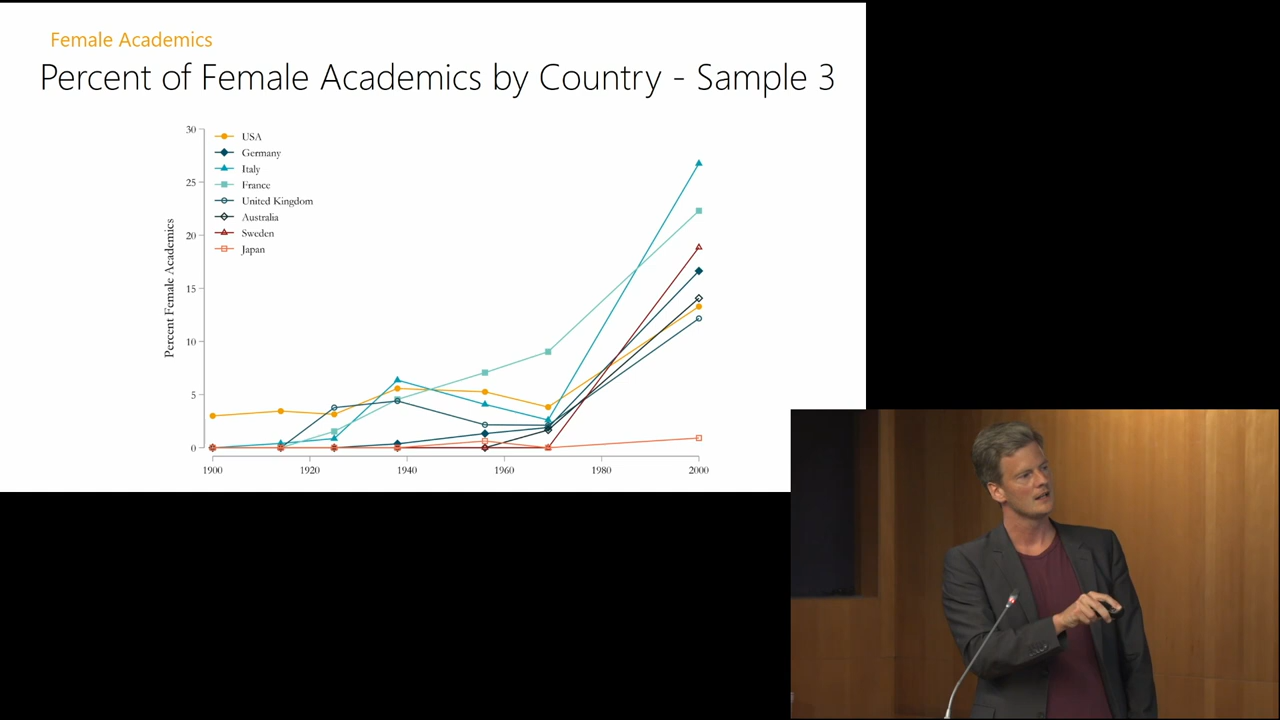 Female Academics
Percent of Female Academics by Country - Sample 3
Percent Female Academics
30
25
20
15
10
5
0
USA
Germany
Italy
France
United Kingdom
Australia
Sweden
Japan
1900 1920 1940 1960 1980 2000